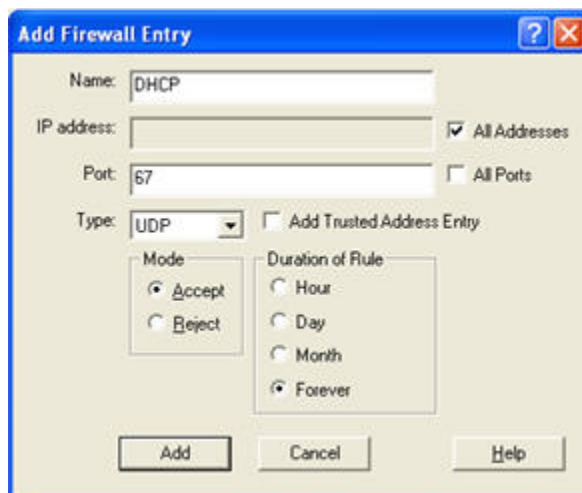 Add Firewall Entry
Name: DHCP
IP address: All Addresses
Port: 67 All Ports
Type: UDP Add Trusted Address Entry
Mode Duration of Rule
Accept Hour
Reject Day
Month
Forever
Add Cancel Help